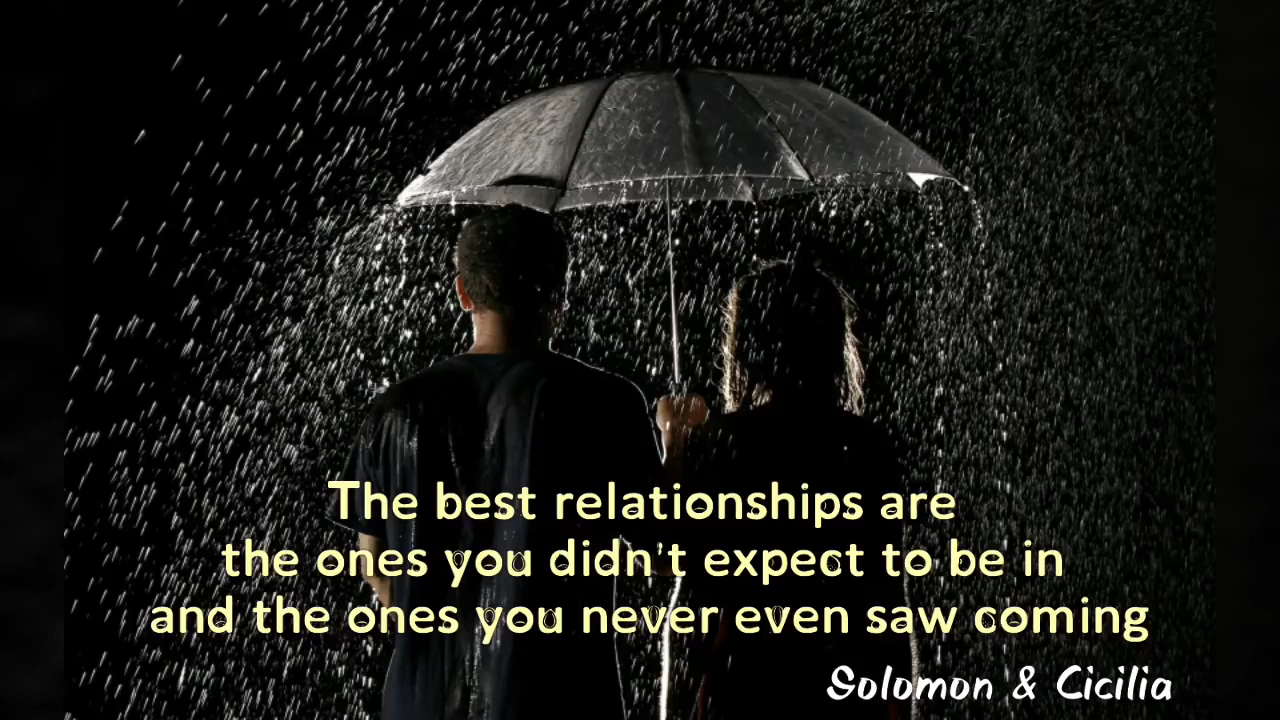 The best relationships are
the ones you didn't expect to be in
and the ones you never even saw coming
Solomon & Cicilia